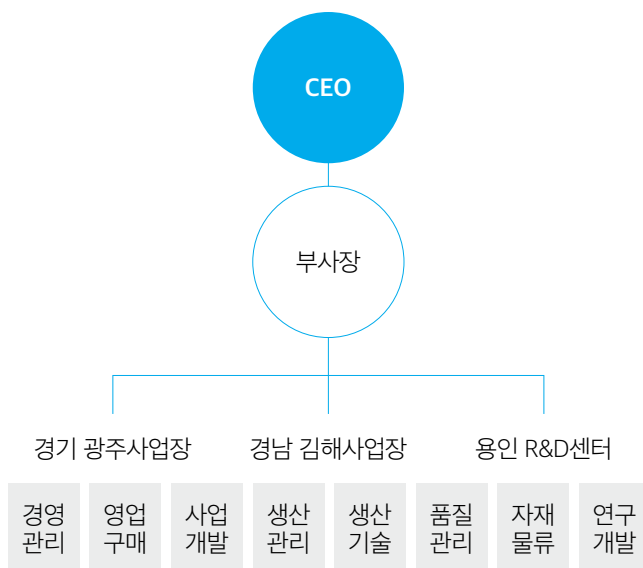 CEO
부사장
경기 광주사업장
경남 김해사업장
용인 R&D센터
경영
관리
영업
구매
사업
개발
생산
관리
생산
기술
품질
관리
자재
물류
연구
개발